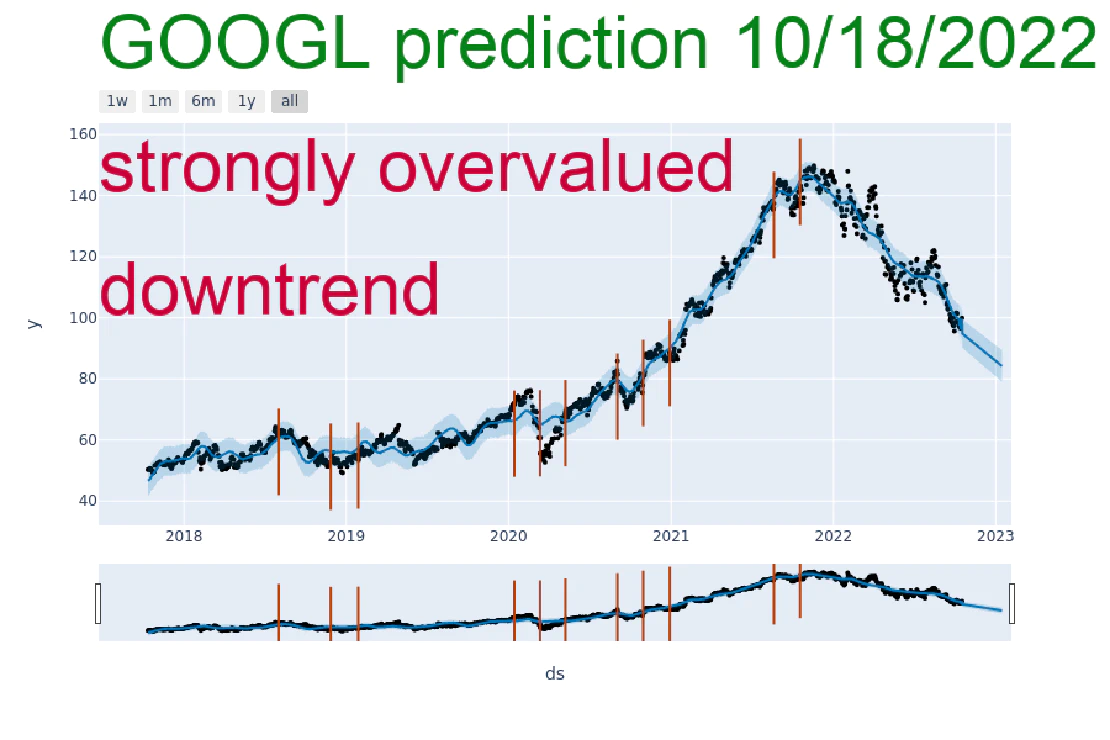 GOOGL prediction 10/18/2022
1w 1m 6m 1y all
160
strongly overvalued
140
120
downtrend
100
y
80
60
40
2018 2019 2020 2021 2022 2023
ds